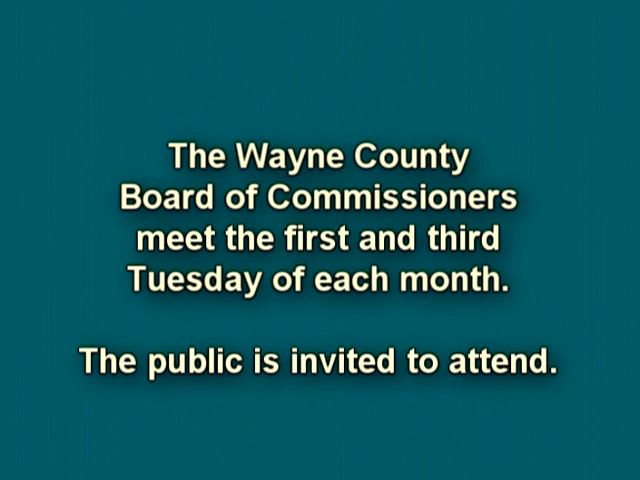 The Wayne County
Board of Commissioners
meet the first and third
Tuesday of each month.
The public is invited to attend.